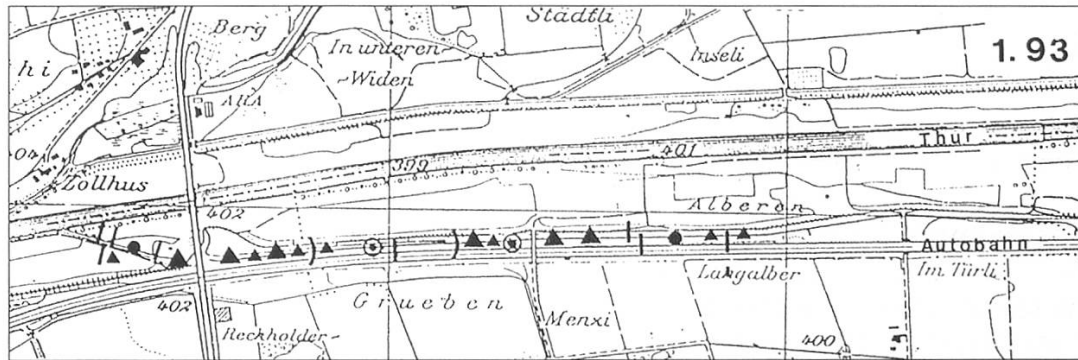 Berg
Stadtli
hi
In unteren
Widen
Inseli
1.93
ARA
Thur
401
399
Zollhus
402
Alberen
Autobahn
Langalber
Im Türli
402
Grueben
Menxi
400
Reckholder-